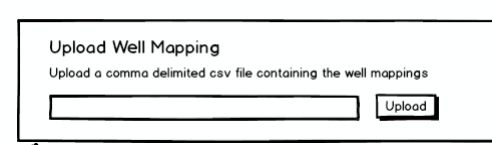 Upload Well Mapping
Upload a comma delimited csv file containing the well mappings
Upload